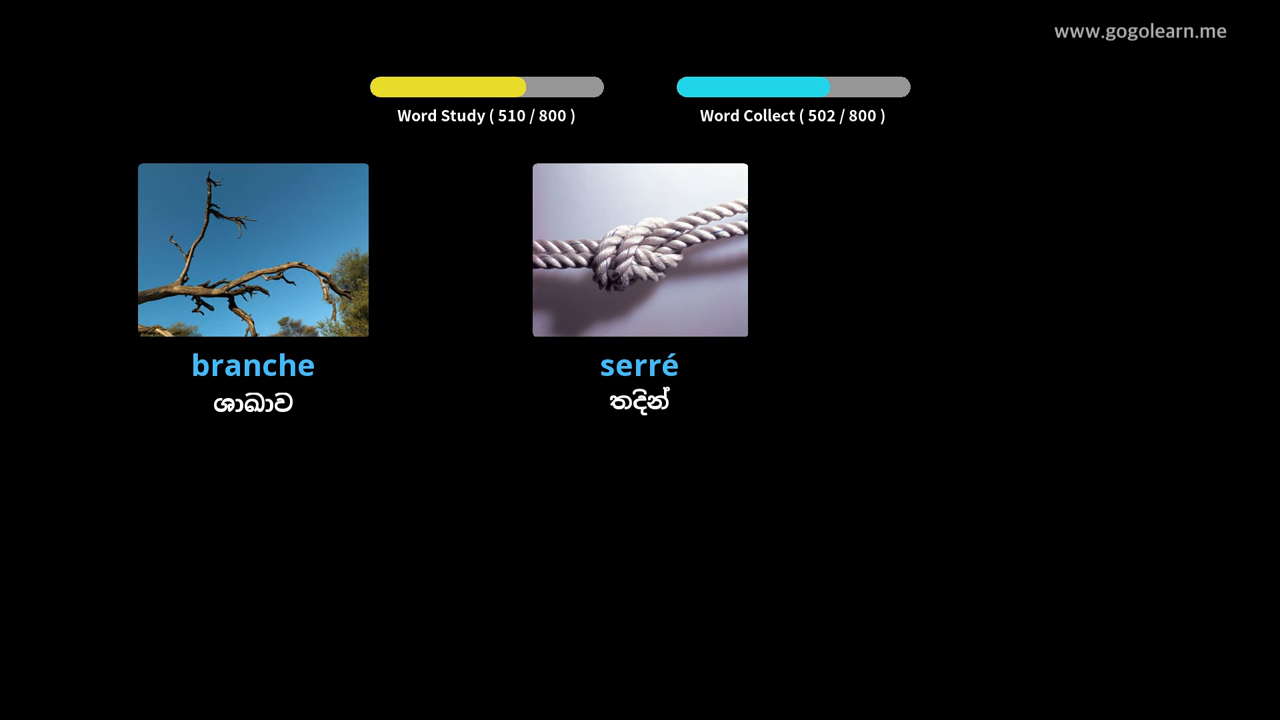 www.gogolearn.me
Word Study ( 510 / 800 )
Word Collect ( 502 / 800 )
branche
ශාඛාව
serré
තදින්